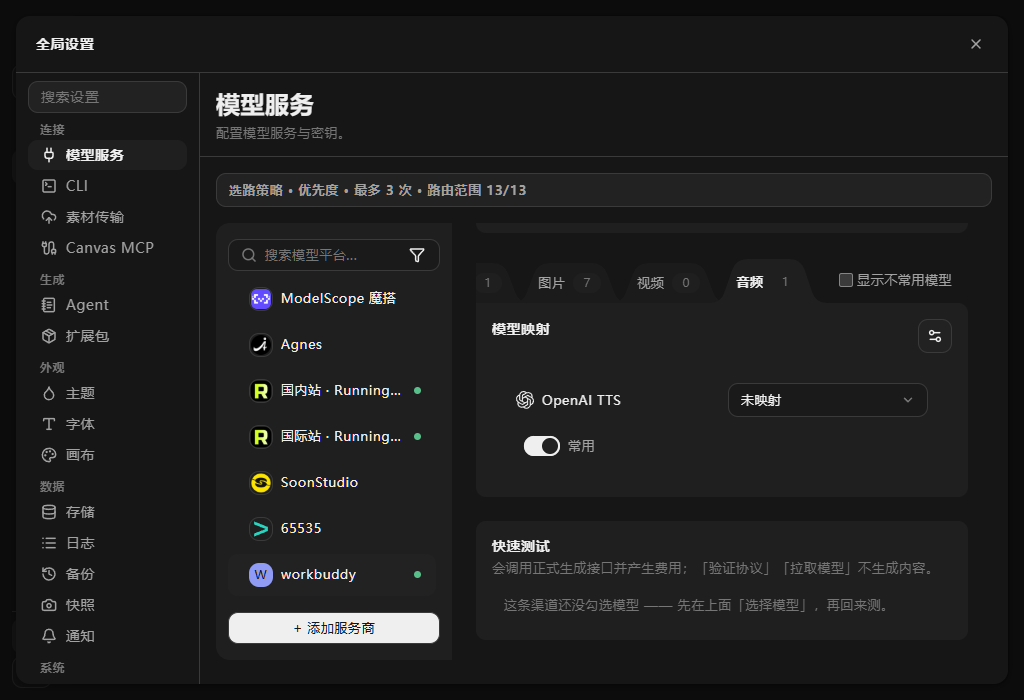 全局设置
搜索设置
连接
模型服务
CLI
素材传输
Canvas MCP
生成
Agent
扩展包
外观
主题
字体
画布
数据
存储
日志
备份
快照
通知
系统
模型服务
配置模型服务与密钥。
选路策略 • 优先度 • 最多 3 次 • 路由范围 13/13
搜索模型平台...
ModelScope 魔搭
Agnes
国内站 · Running...
国际站 · Running...
SoonStudio
65535
W workbuddy
+ 添加服务商
1
图片 7
视频 0
音频 1
显示不常用模型
模型映射
OpenAI TTS
未映射
常用
快速测试
会调用正式生成接口并产生费用；「验证协议」「拉取模型」不生成内容。
这条渠道还没勾选模型 —— 先在上面「选择模型」，再回来测。